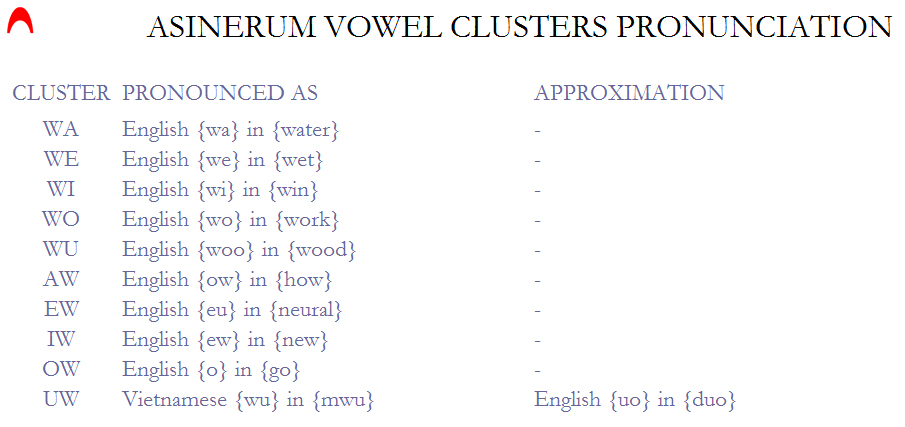 ASINERUM VOWEL CLUSTERS PRONUNCIATION
CLUSTER PRONOUNCED AS APPROXIMATION
WA English {wa} in {water} -
WE English {we} in {wet} -
WI English {wi} in {win} -
WO English {wo} in {work} -
WU English {woo} in {wood} -
AW English {ow} in {how} -
EW English {eu} in {neural} -
IW English {ew} in {new} -
OW English {o} in {go} -
UW Vietnamese {wu} in {mwu} English {uo} in {duo}